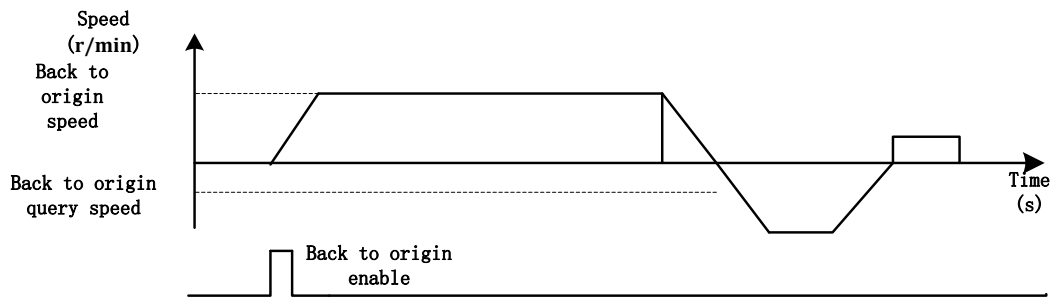 Speed
(r/min)
Back to
origin
speed
Back to origin
query speed
Time
(s)
Back to origin
enable